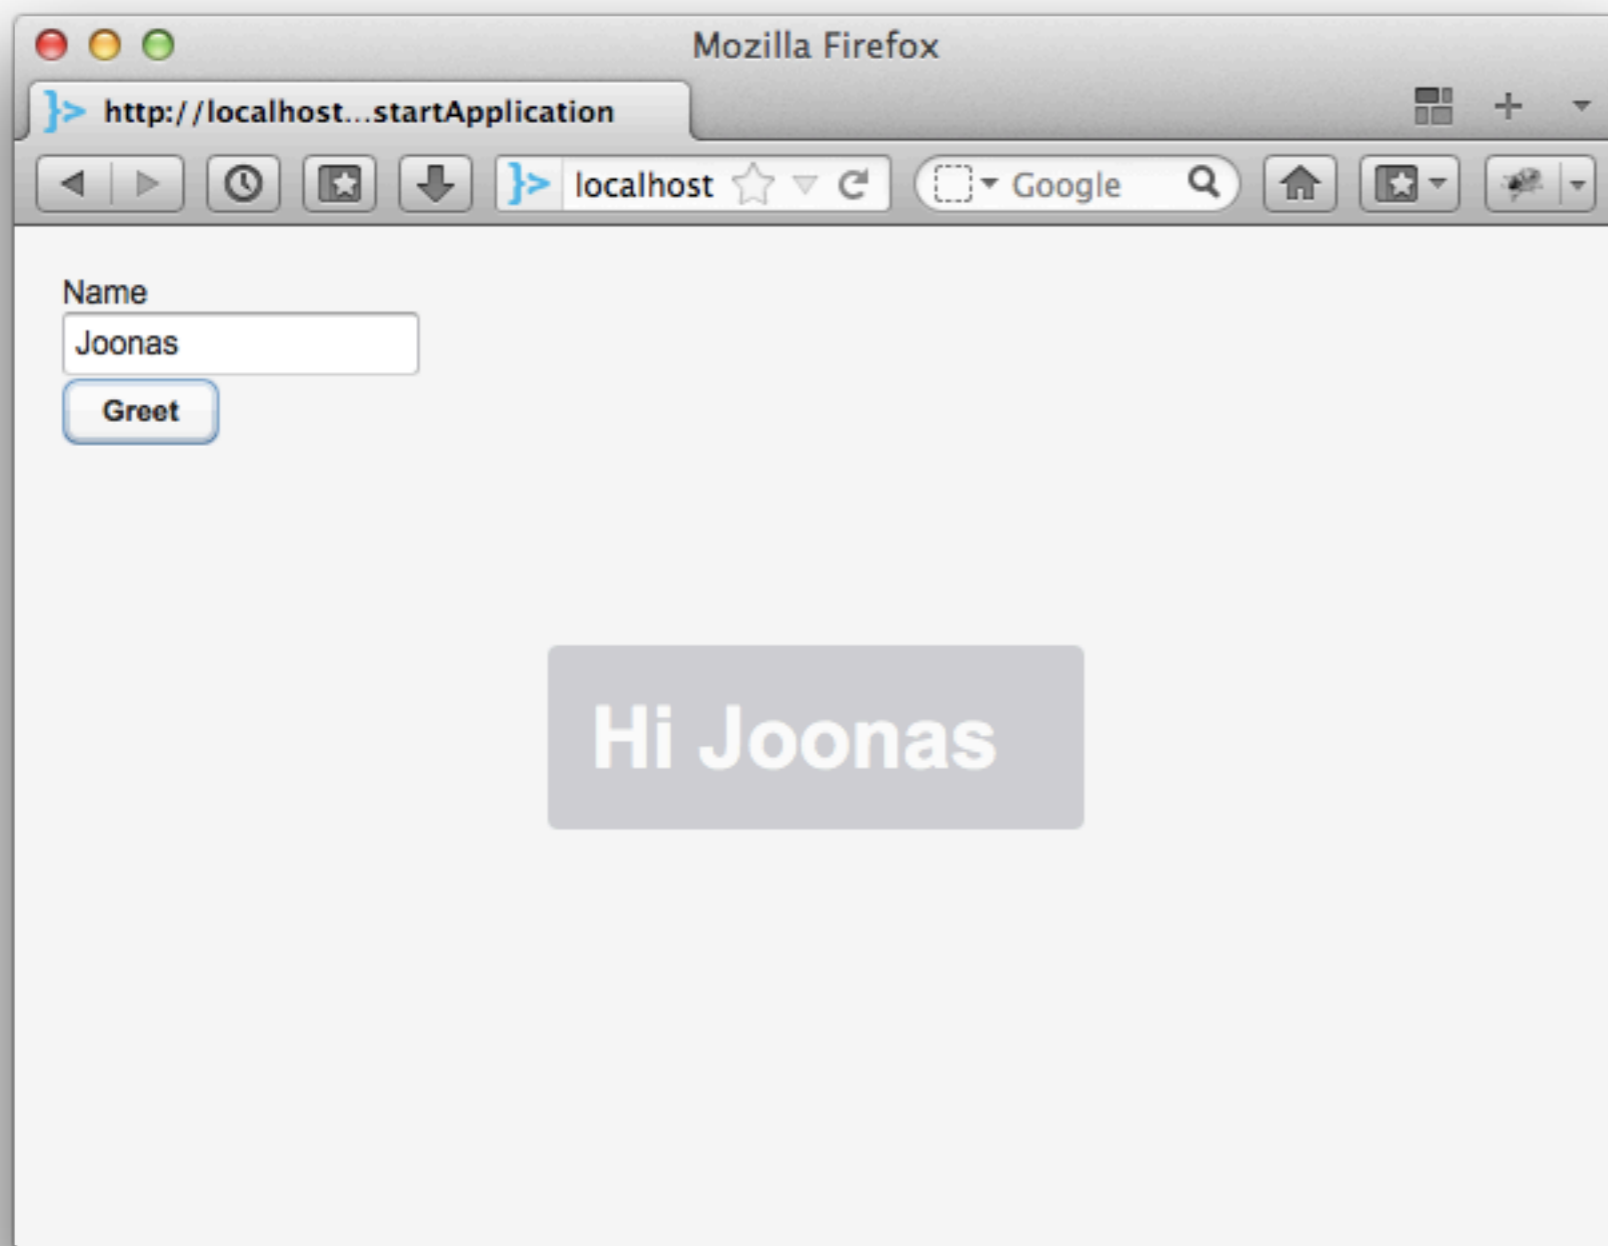 Mozilla Firefox
}> http://localhost...startApplication
}> localhost Google
Name
Joonas
Greet
Hi Joonas